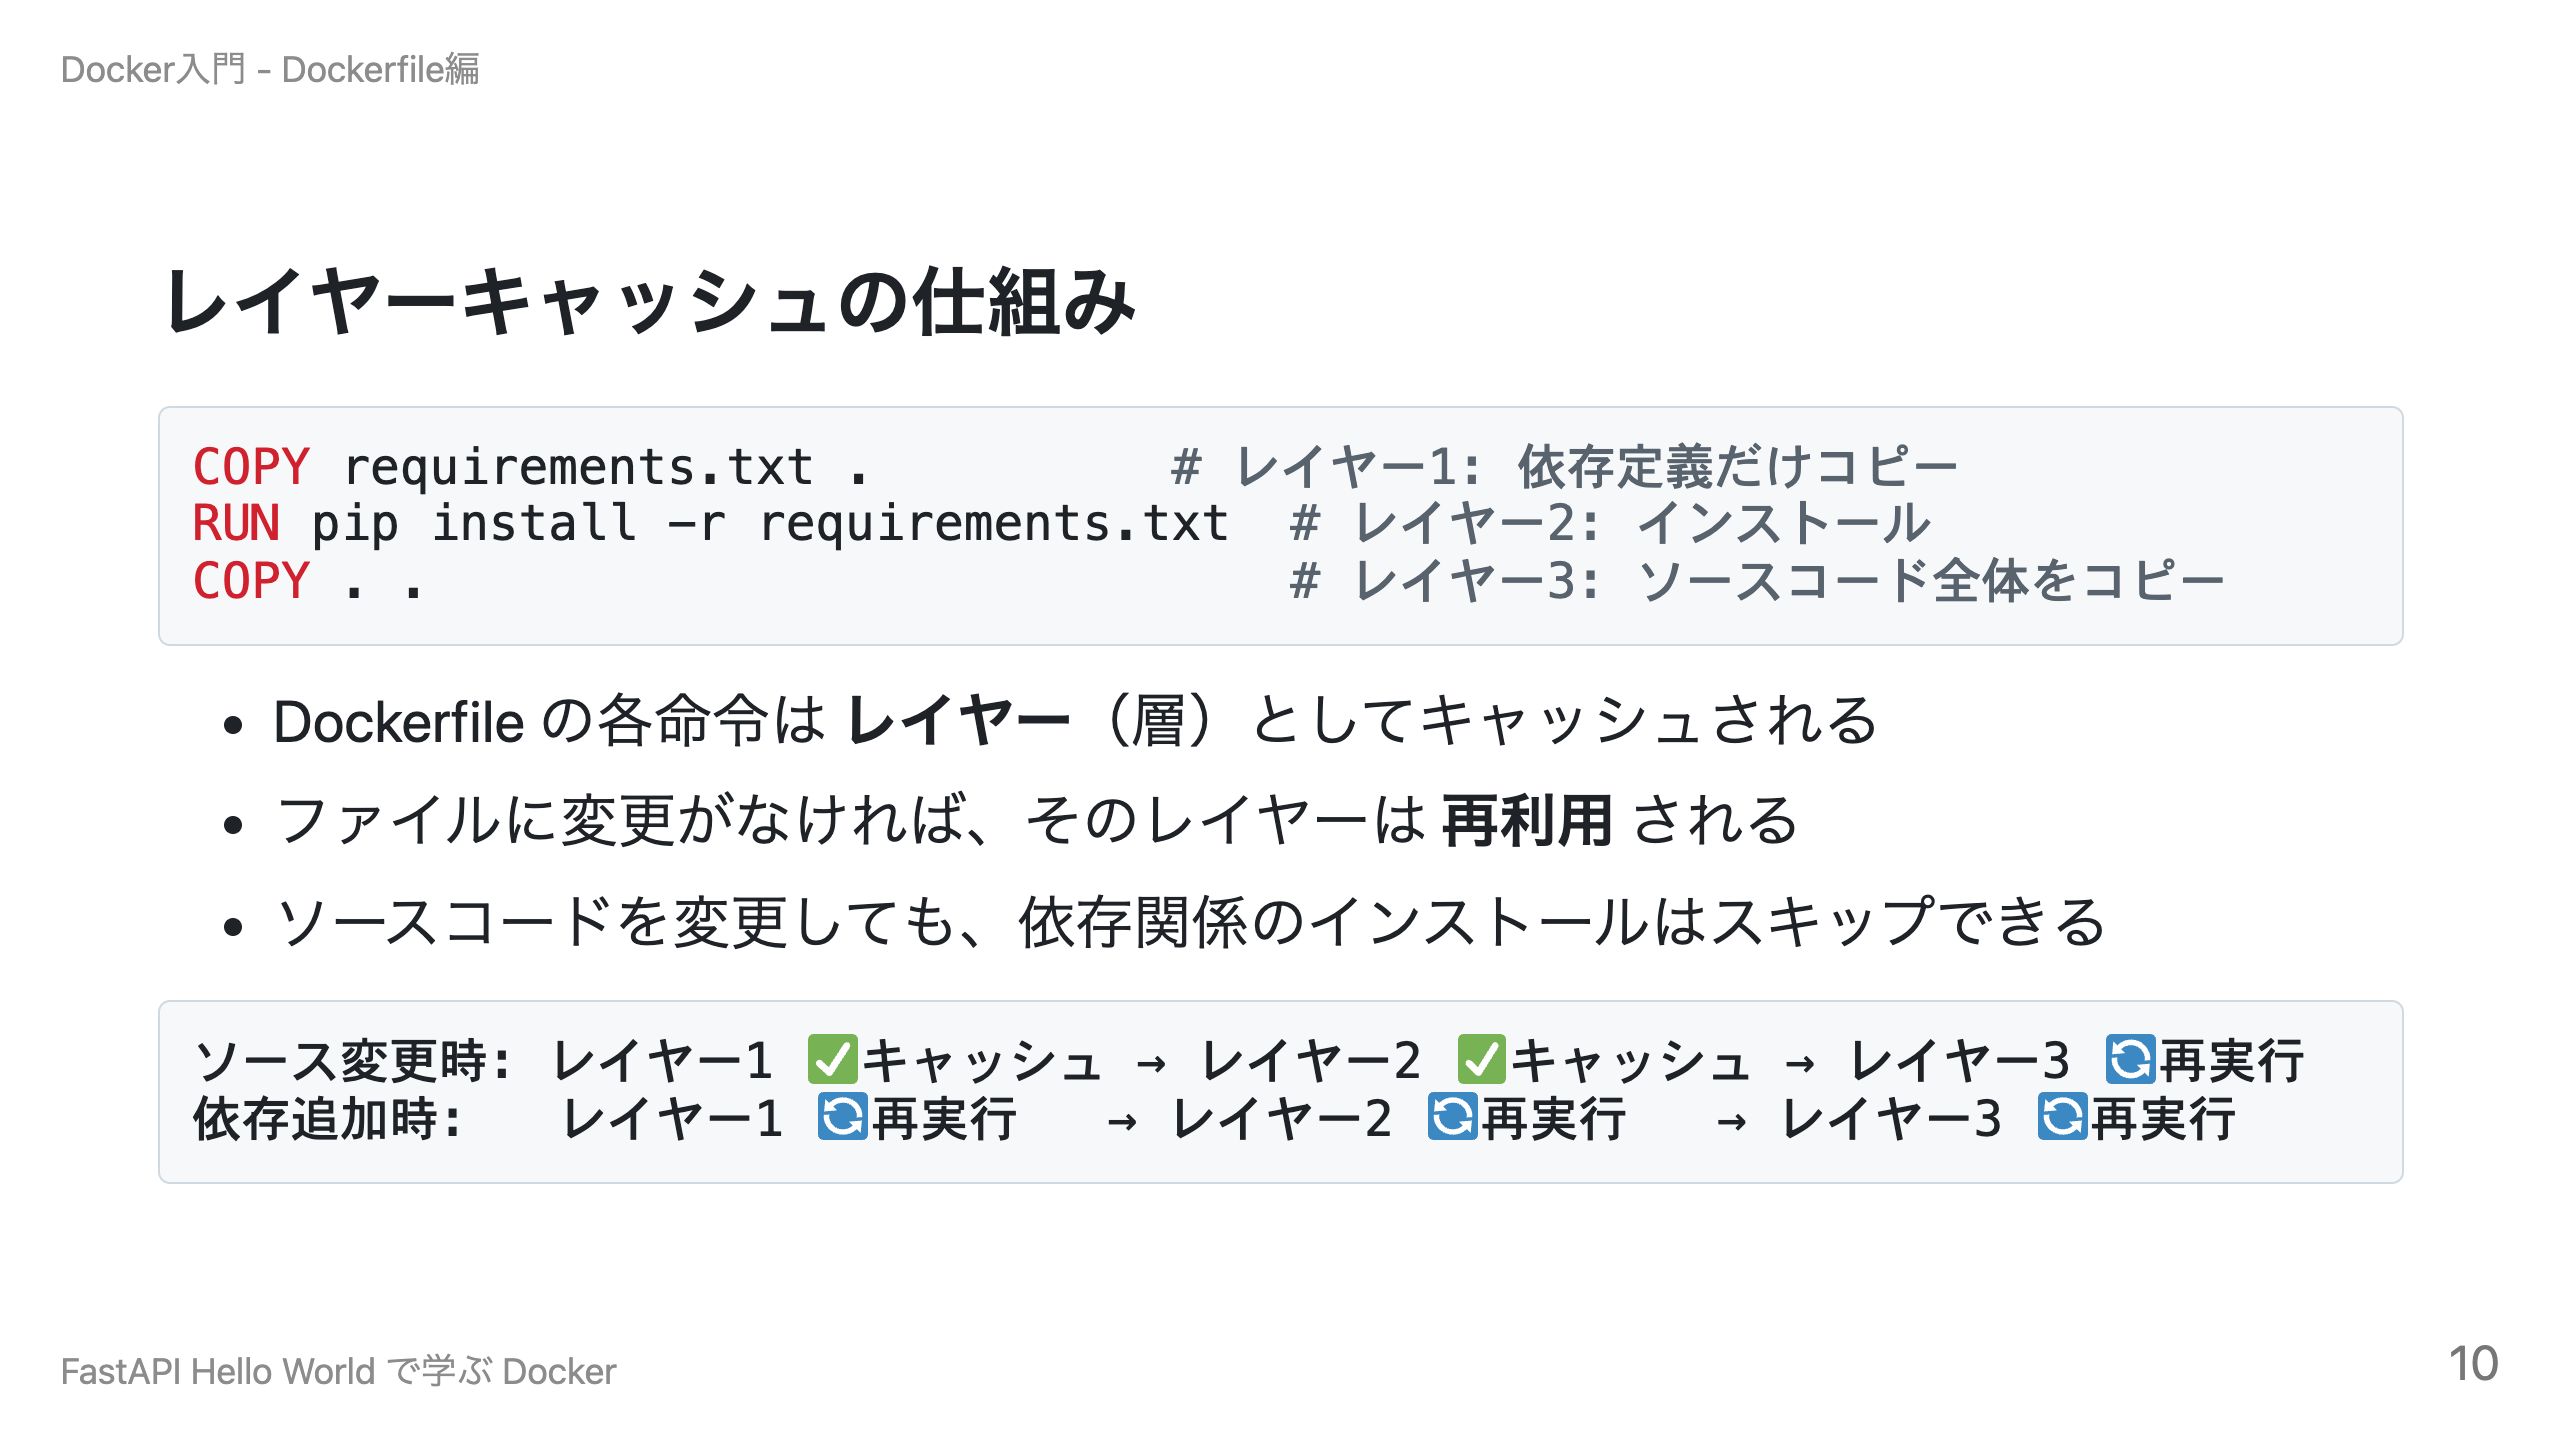 Docker入門 - Dockerfile編
レイヤーキャッシュの仕組み
COPY requirements.txt .          # レイヤー1: 依存定義だけコピー
RUN pip install -r requirements.txt  # レイヤー2: インストール
COPY . .                             # レイヤー3: ソースコード全体をコピー
• Dockerfile の各命令は レイヤー（層）としてキャッシュされる
• ファイルに変更がなければ、そのレイヤーは 再利用 される
• ソースコードを変更しても、依存関係のインストールはスキップできる
ソース変更時: レイヤー1 ✅キャッシュ → レイヤー2 ✅キャッシュ → レイヤー3 🔄再実行
依存追加時:   レイヤー1 🔄再実行   → レイヤー2 🔄再実行   → レイヤー3 🔄再実行
FastAPI Hello World で学ぶ Docker
10